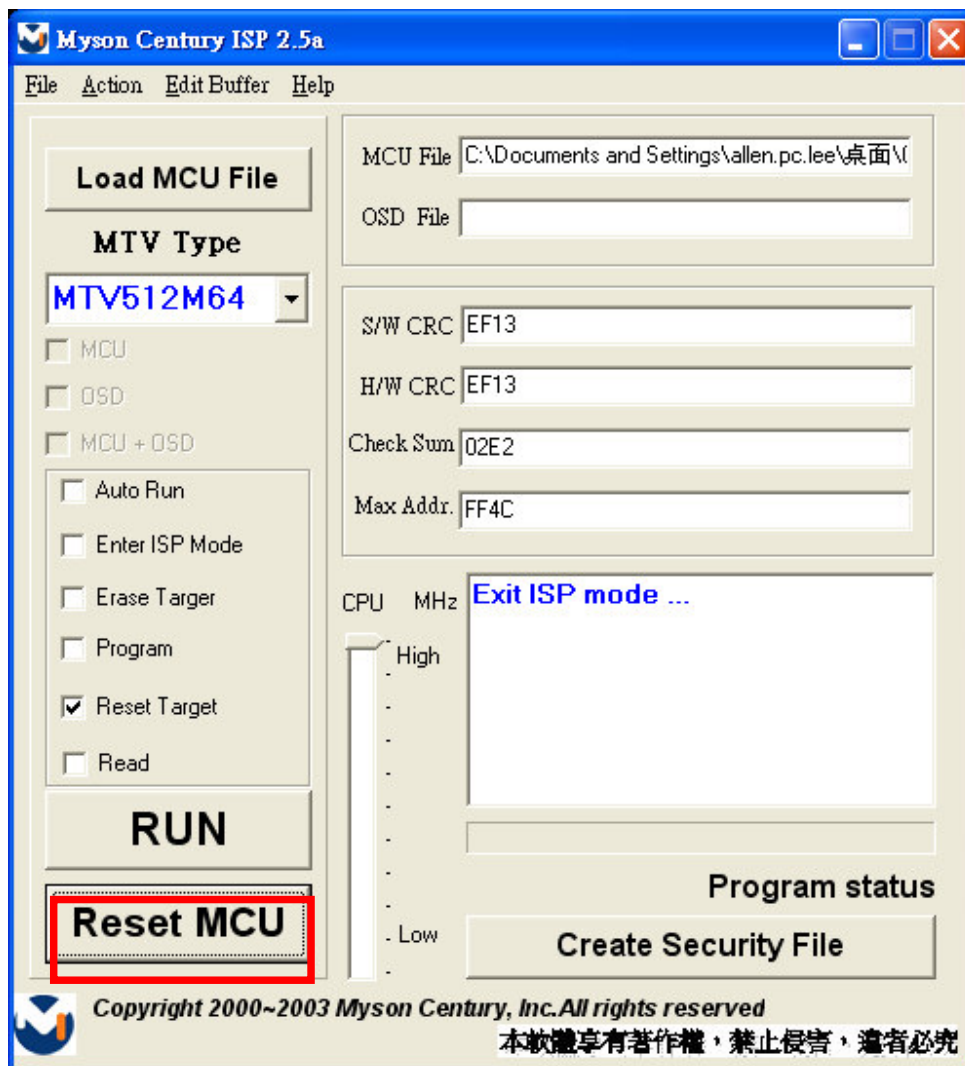 Myson Century ISP 2.5a
File Action Edit Buffer Help
Load MCU File
MTV Type
MTV512M64
MCU
OSD
MCU + OSD
Auto Run
Enter ISP Mode
Erase Targer
Program
Reset Target
Read
RUN
Reset MCU
MCU File C:\Documents and Settings\allen.pc.lee\桌面\(
OSD File
S/W CRC EF13
H/W CRC EF13
Check Sum 02E2
Max Addr. FF4C
CPU MHz
High
Low
Exit ISP mode ...
Program status
Create Security File
Copyright 2000~2003 Myson Century, Inc.All rights reserved
本軟體享有著作權，禁止侵害，違者必究